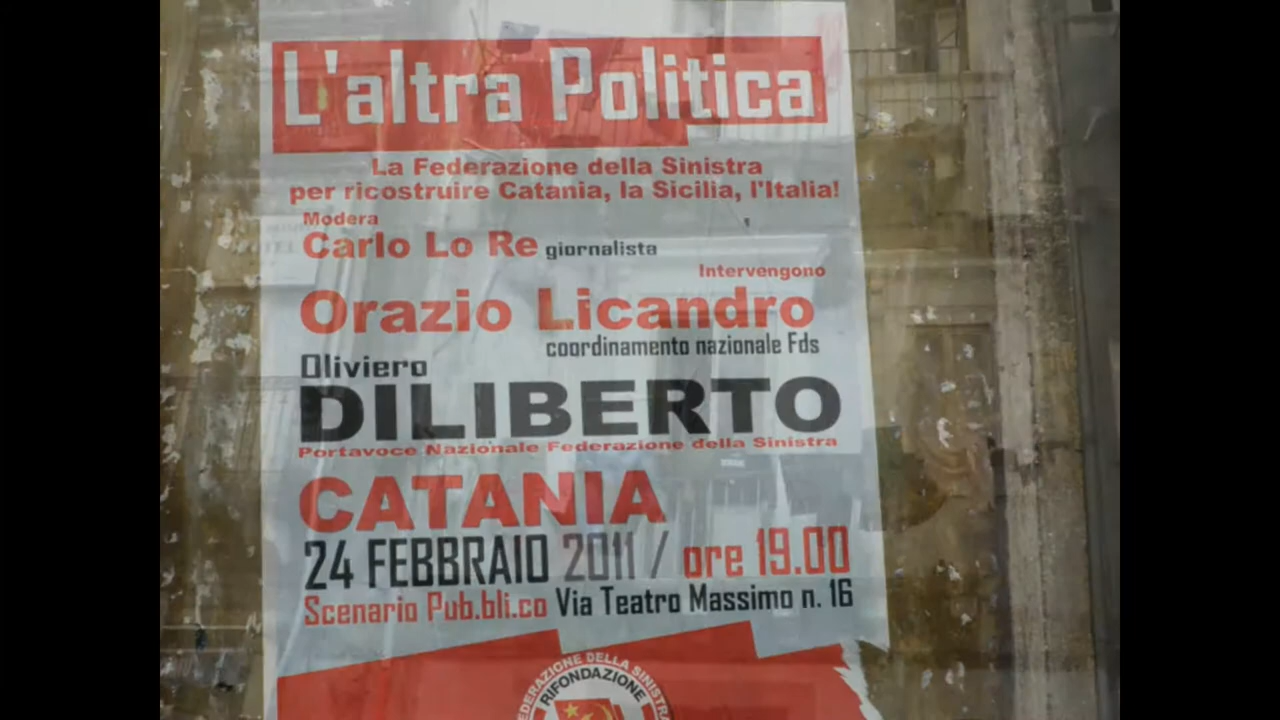 L'altra Politica
La Federazione della Sinistra
per ricostruire Catania, la Sicilia, l'Italia!
Modera
Carlo Lo Re giornalista
Intervengono
Orazio Licandro
coordinamento nazionale Fds
Oliviero
DILIBERTO
Portavoce Nazionale Federazione della Sinistra
CATANIA
24 FEBBRAIO 2011 / ore 19.00
Scenario Pub.bli.co Via Teatro Massimo n. 16
FEDERAZIONE DELLA SINISTRA
RIFONDAZIONE